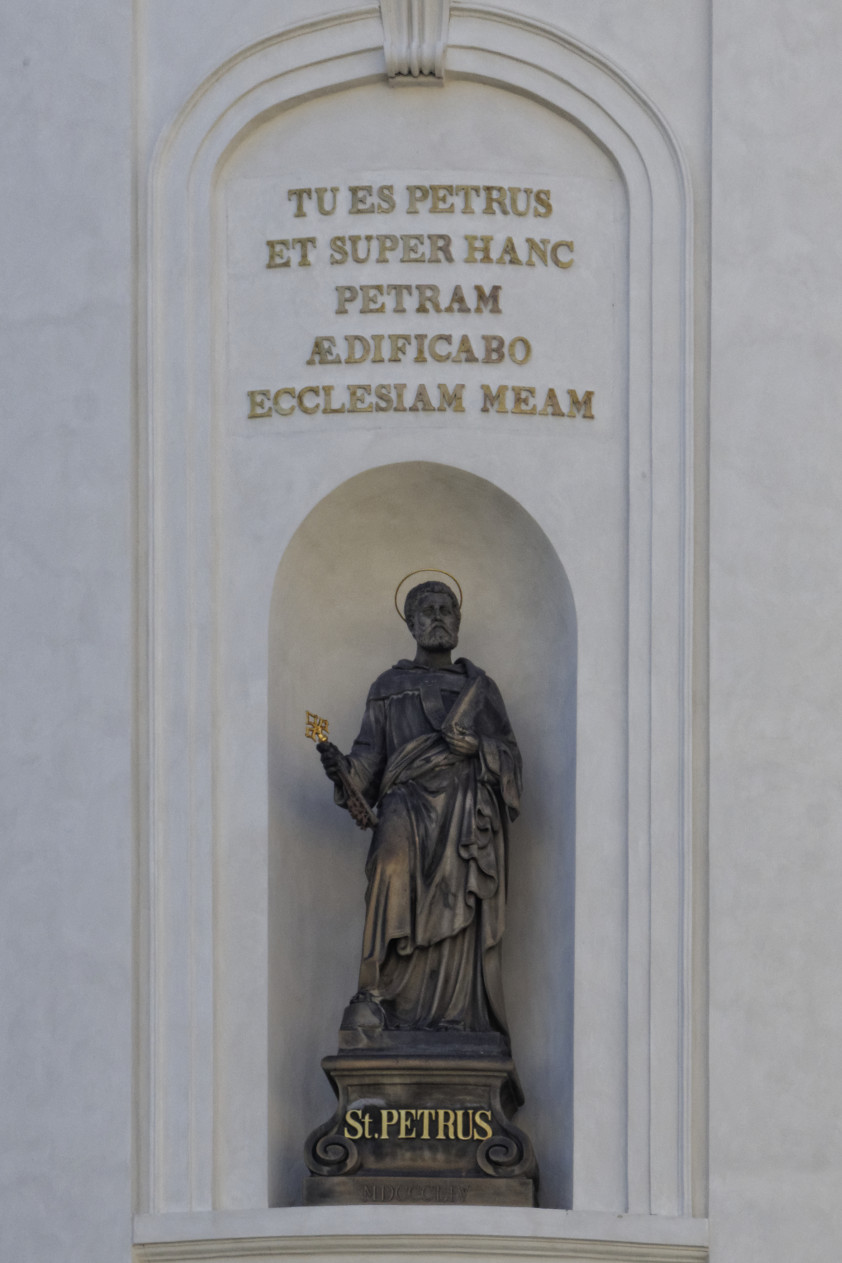 TU ES PETRUS
ET SUPER HANC
PETRAM
ÆDIFICABO
ECCLESIAM MEAM
St. PETRUS